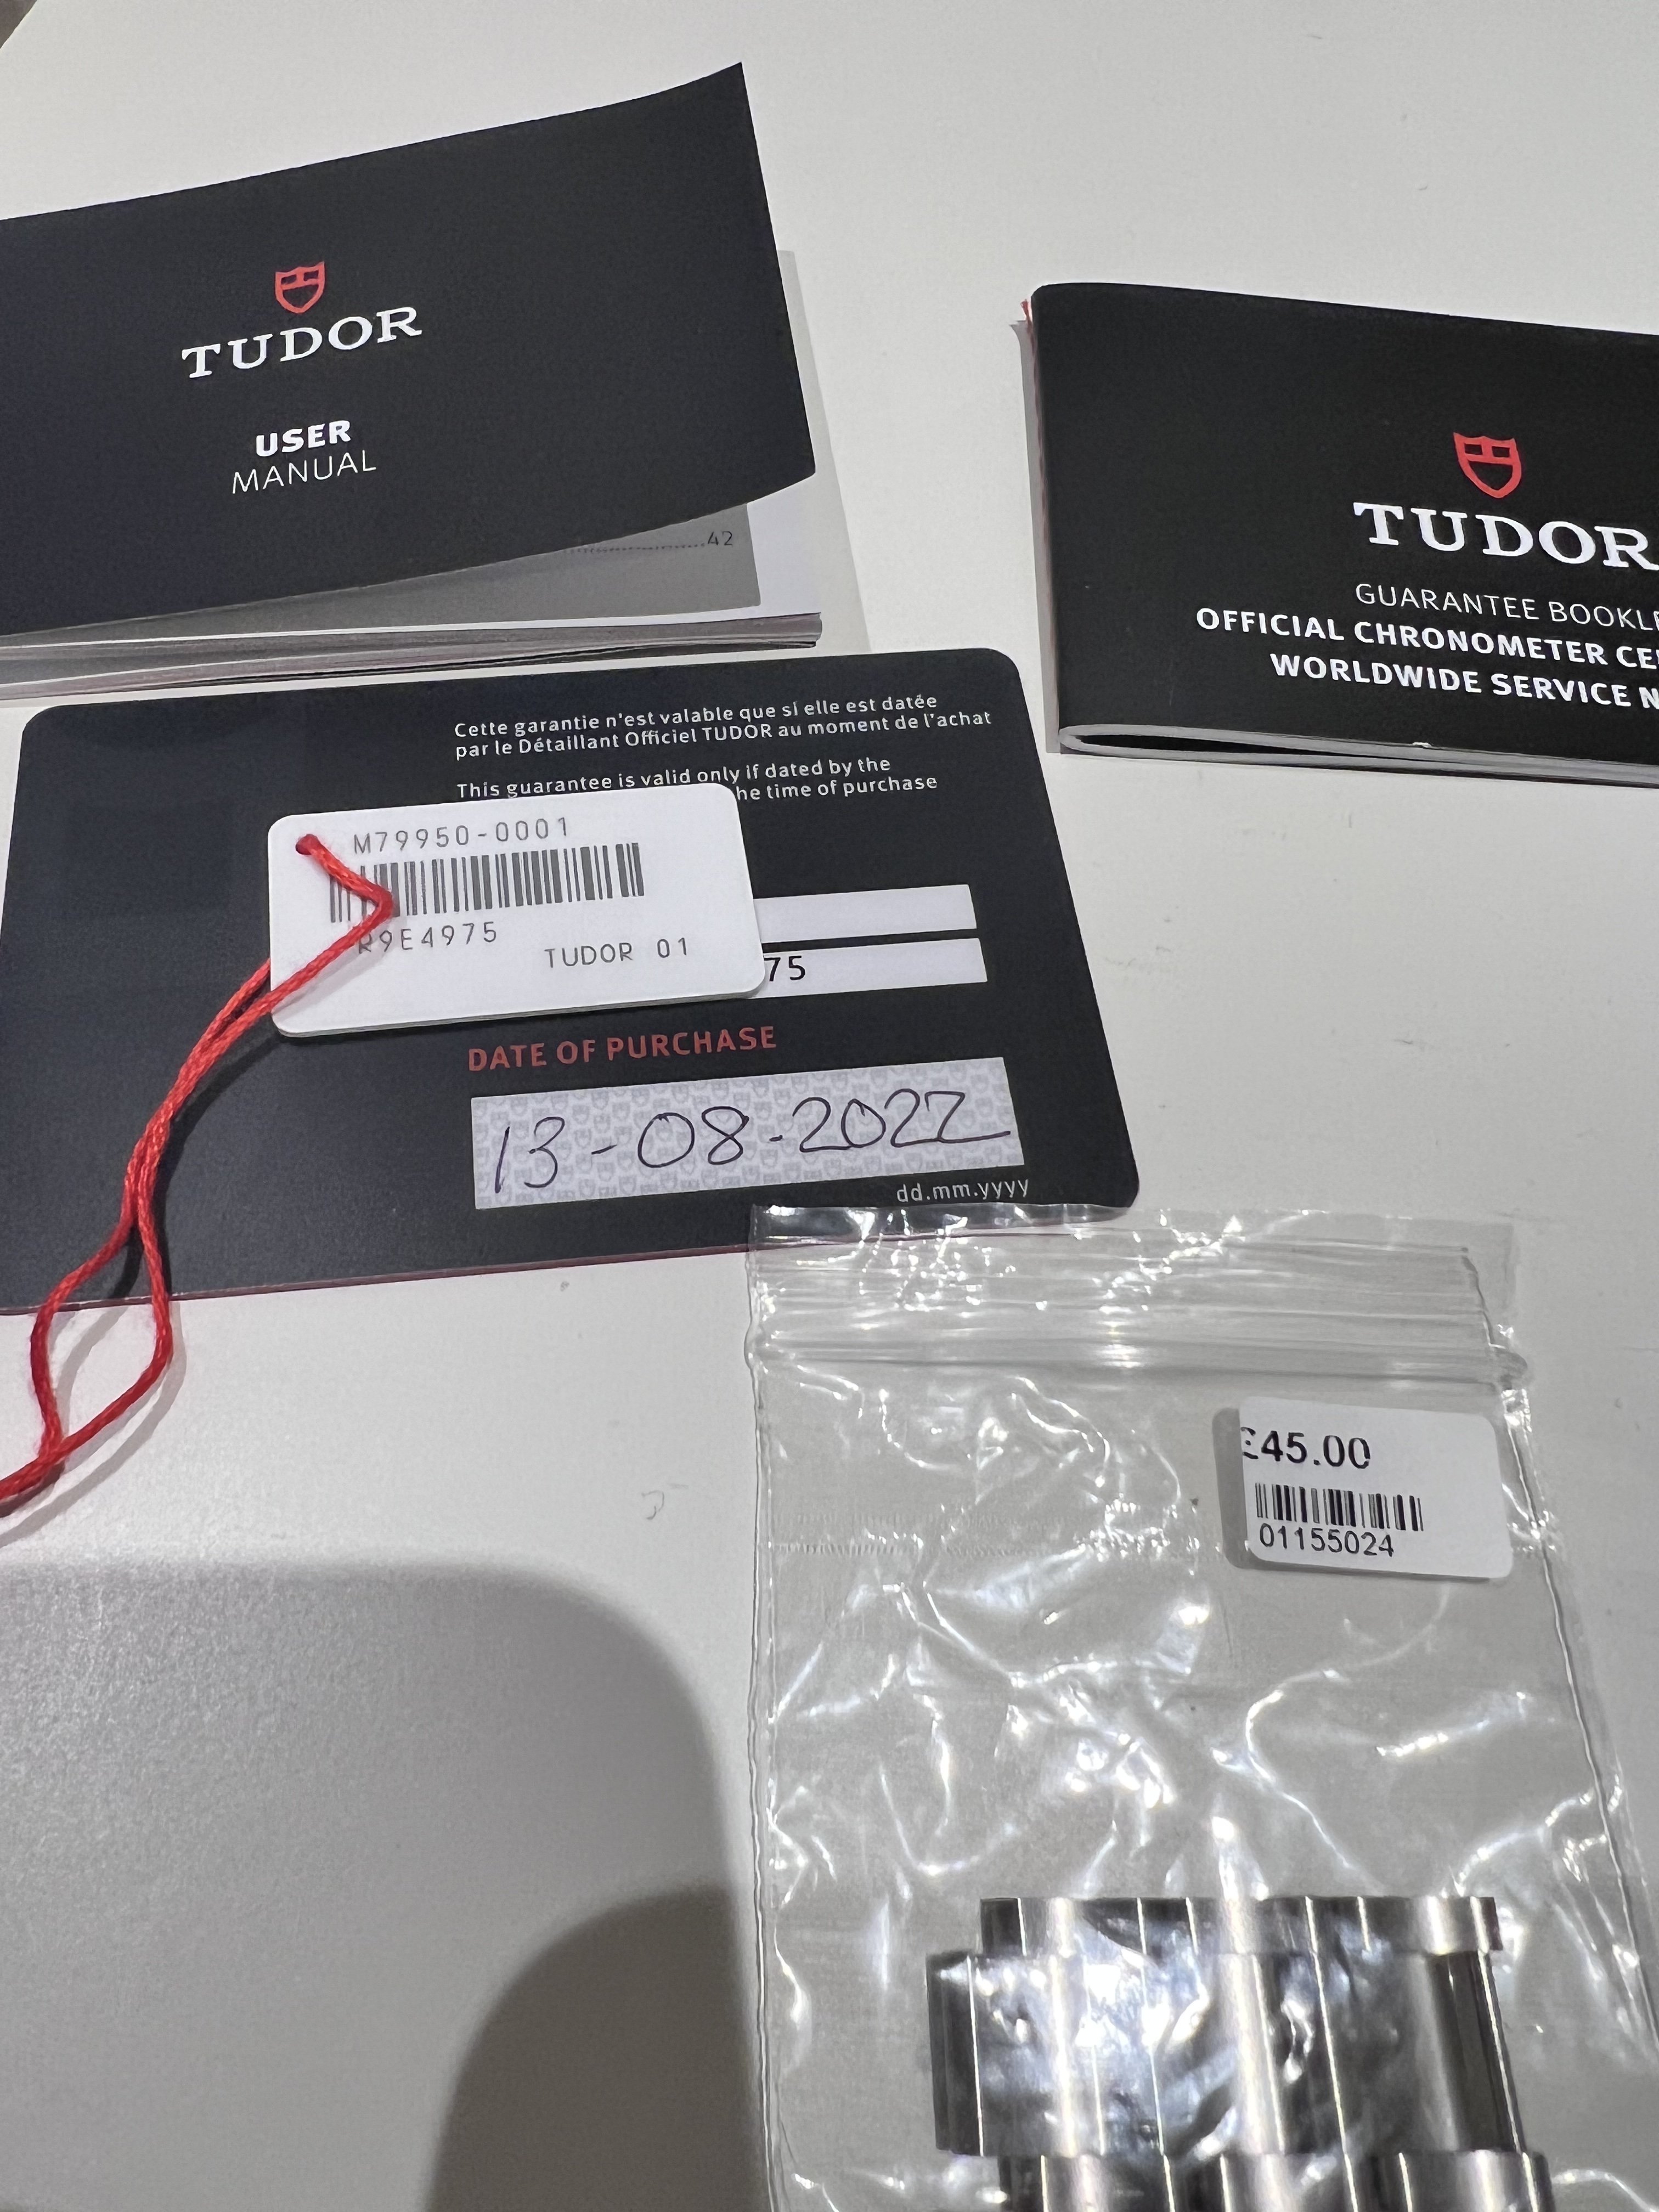 TUDOR
USER
MANUAL
42
TUDOR
GUARANTEE
OFFICIAL CHRONOMETER
WORLDWIDE SERVICE
Cette garantie n'est valable que si elle est datée
par le Détaillant Officiel TUDOR au moment de l'achat
This guarantee is valid only if dated by the
time of purchase
M79950-0001
R9E4975
TUDOR 01
75
DATE OF PURCHASE
13-08-2022
dd.mm.yyyy
£45.00
01155024